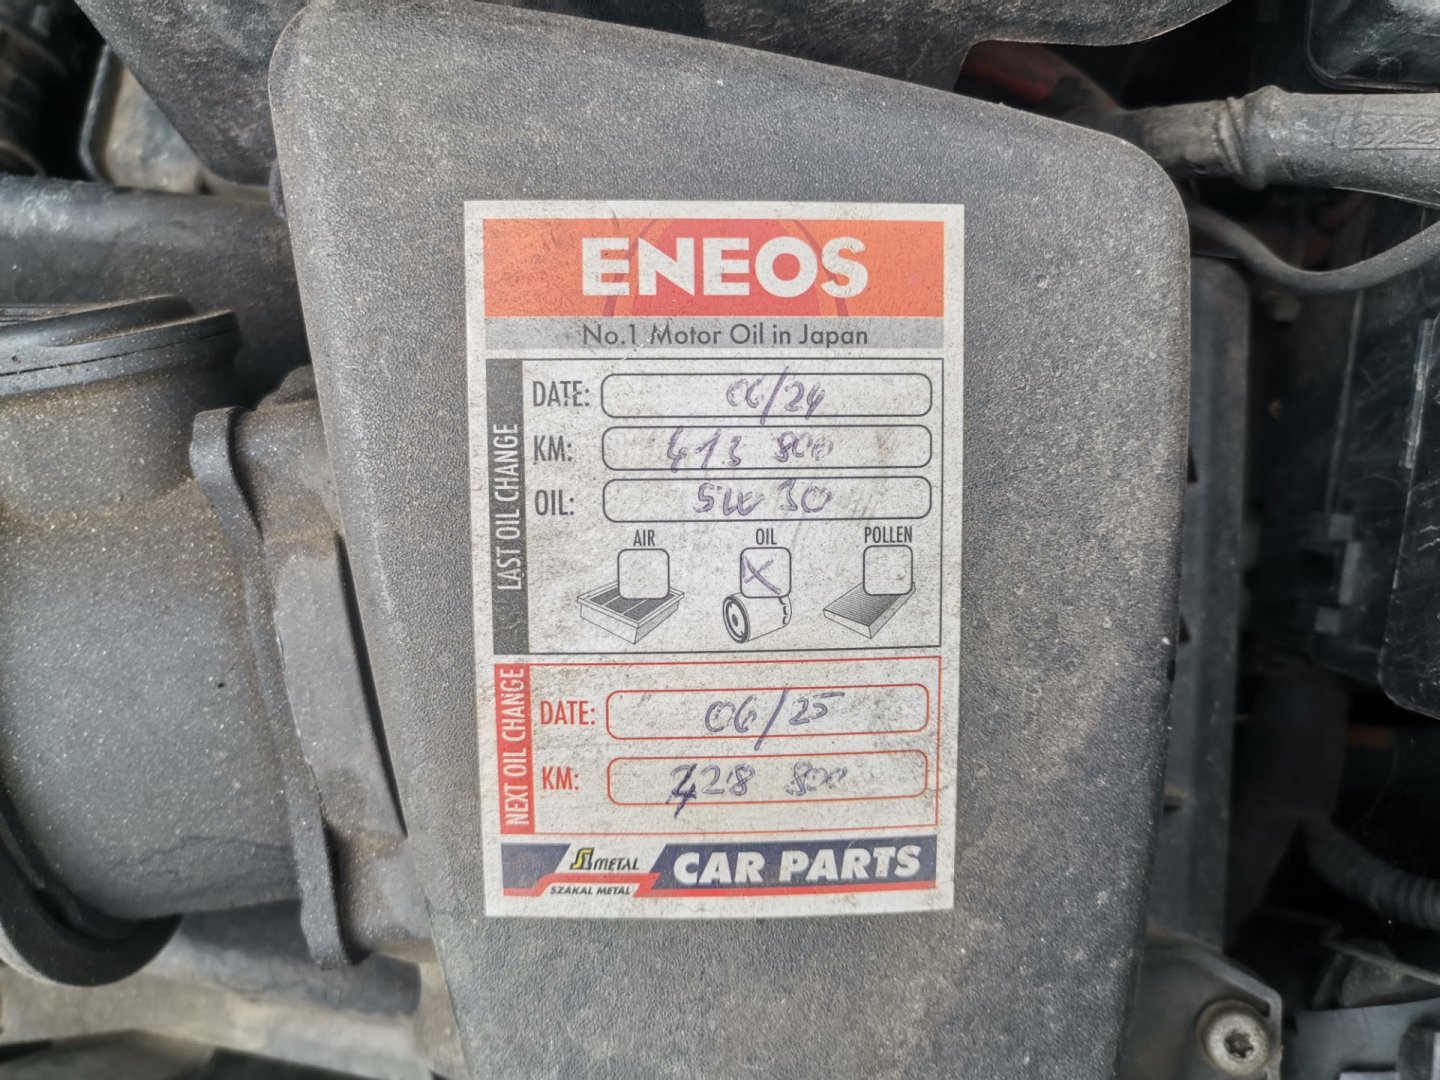 ENEOS
No.1 Motor Oil in Japan
LAST OIL CHANGE
DATE: 06/24
KM: 413 800
OIL: 5W30
AIR OIL POLLEN
X
NEXT OIL CHANGE
DATE: 06/25
KM: 428 800
METAL
SZAKAL METAL
CAR PARTS